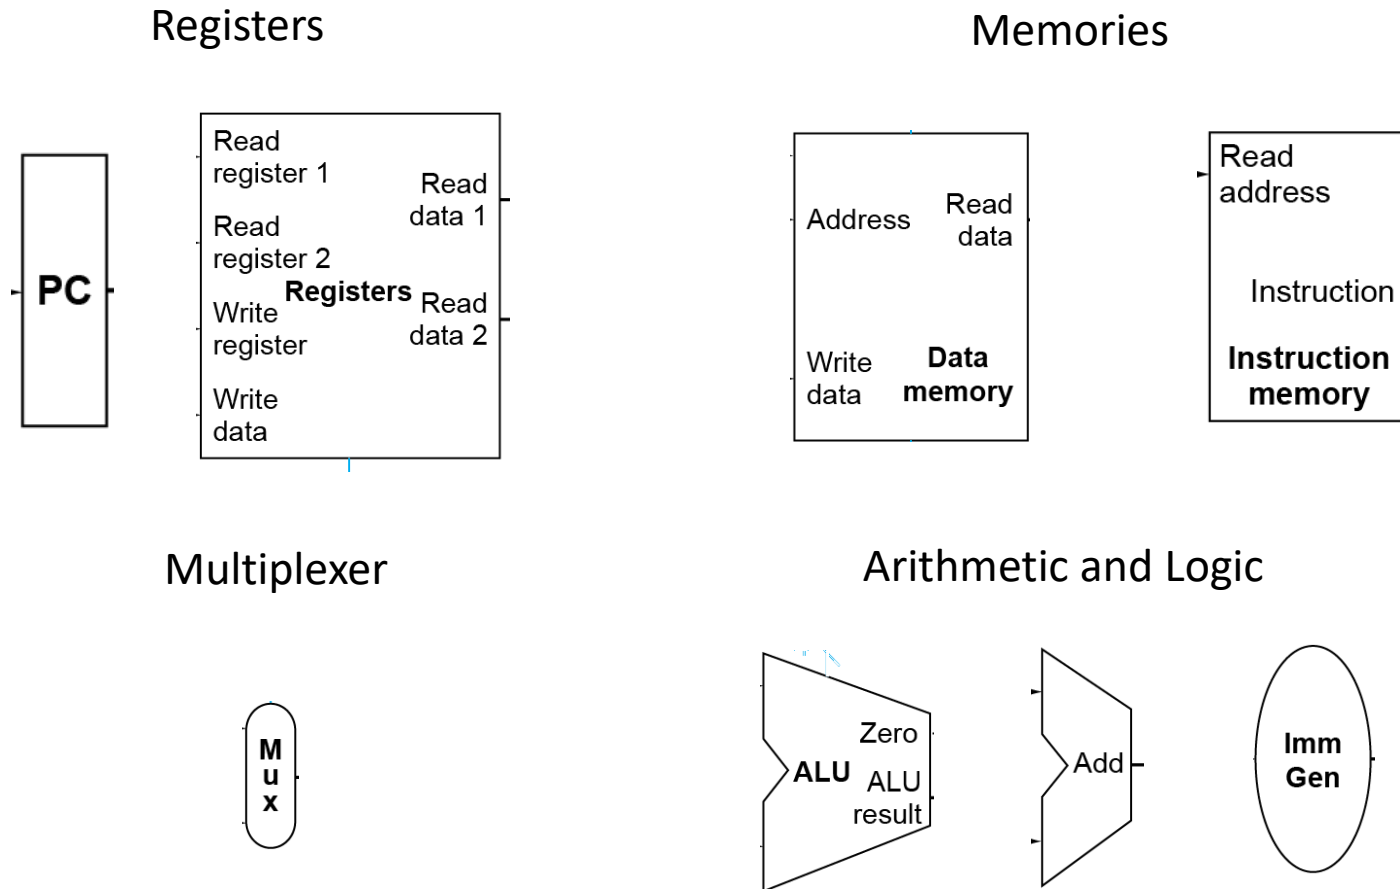 Registers
Memories
PC
Read
register 1
Read
register 2
Registers
Write
register
Write
data
Read
data 1
Read
data 2
Address
Read
data
Write
data
Data
memory
Read
address
Instruction
Instruction
memory
Multiplexer
Arithmetic and Logic
M
u
x
ALU
Zero
ALU
result
Add
Imm
Gen